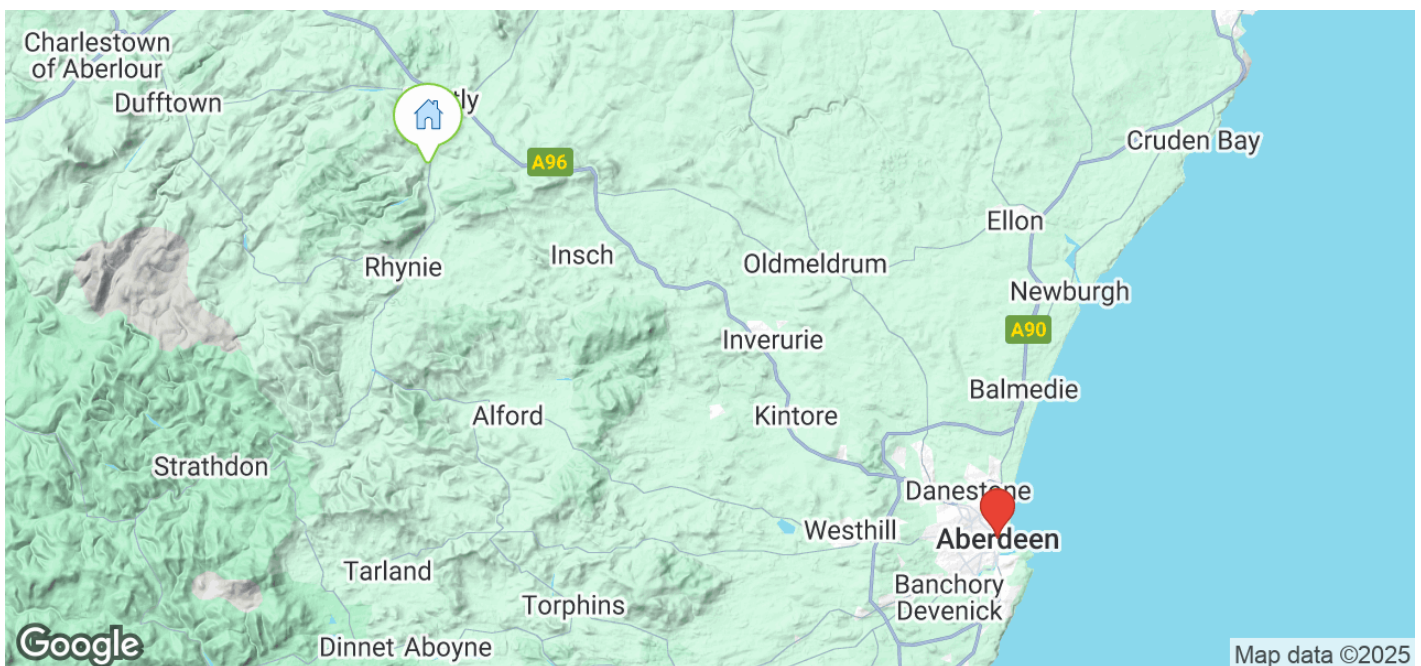 Charlestown
of Aberlour
Dufftown
A96
Cruden Bay
Ellon
Rhynie
Insch
Oldmeldrum
Newburgh
A90
Inverurie
Balmedie
Alford
Kintore
Strathdon
Danestone
Westhill
Aberdeen
Tarland
Banchory
Devenick
Torphins
Dinnet
Aboyne
Google
Map data ©2025